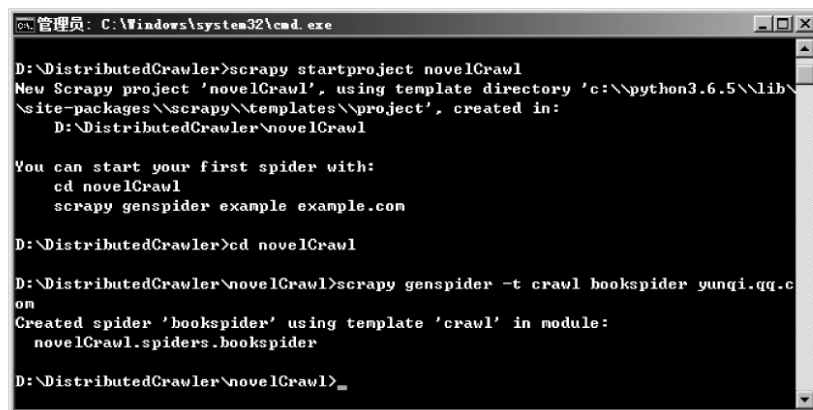 管理员: C:\Windows\system32\cmd.exe
D:\DistributedCrawler>scrapy startproject novelCrawl
New Scrapy project 'novelCrawl', using template directory 'c:\\python3.6.5\\lib\
\site-packages\\scrapy\\templates\\project', created in:
    D:\DistributedCrawler\novelCrawl
You can start your first spider with:
    cd novelCrawl
    scrapy genspider example example.com
D:\DistributedCrawler>cd novelCrawl
D:\DistributedCrawler\novelCrawl>scrapy genspider -t crawl bookspider yunqi.qq.c
om
Created spider 'bookspider' using template 'crawl' in module:
  novelCrawl.spiders.bookspider
D:\DistributedCrawler\novelCrawl>_